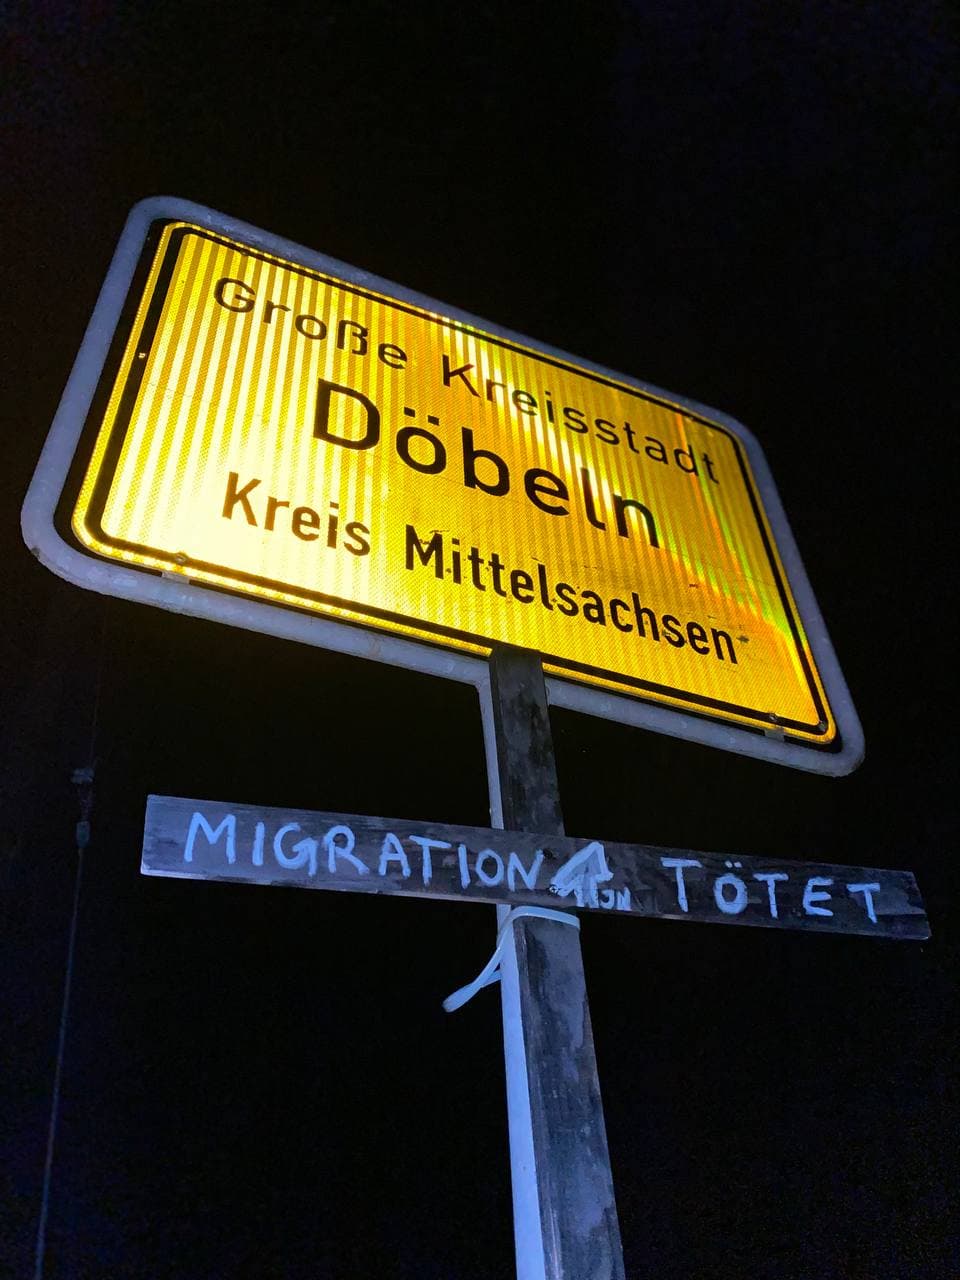 Große Kreisstadt
Döbeln
Kreis Mittelsachsen
MIGRATION TÖTET